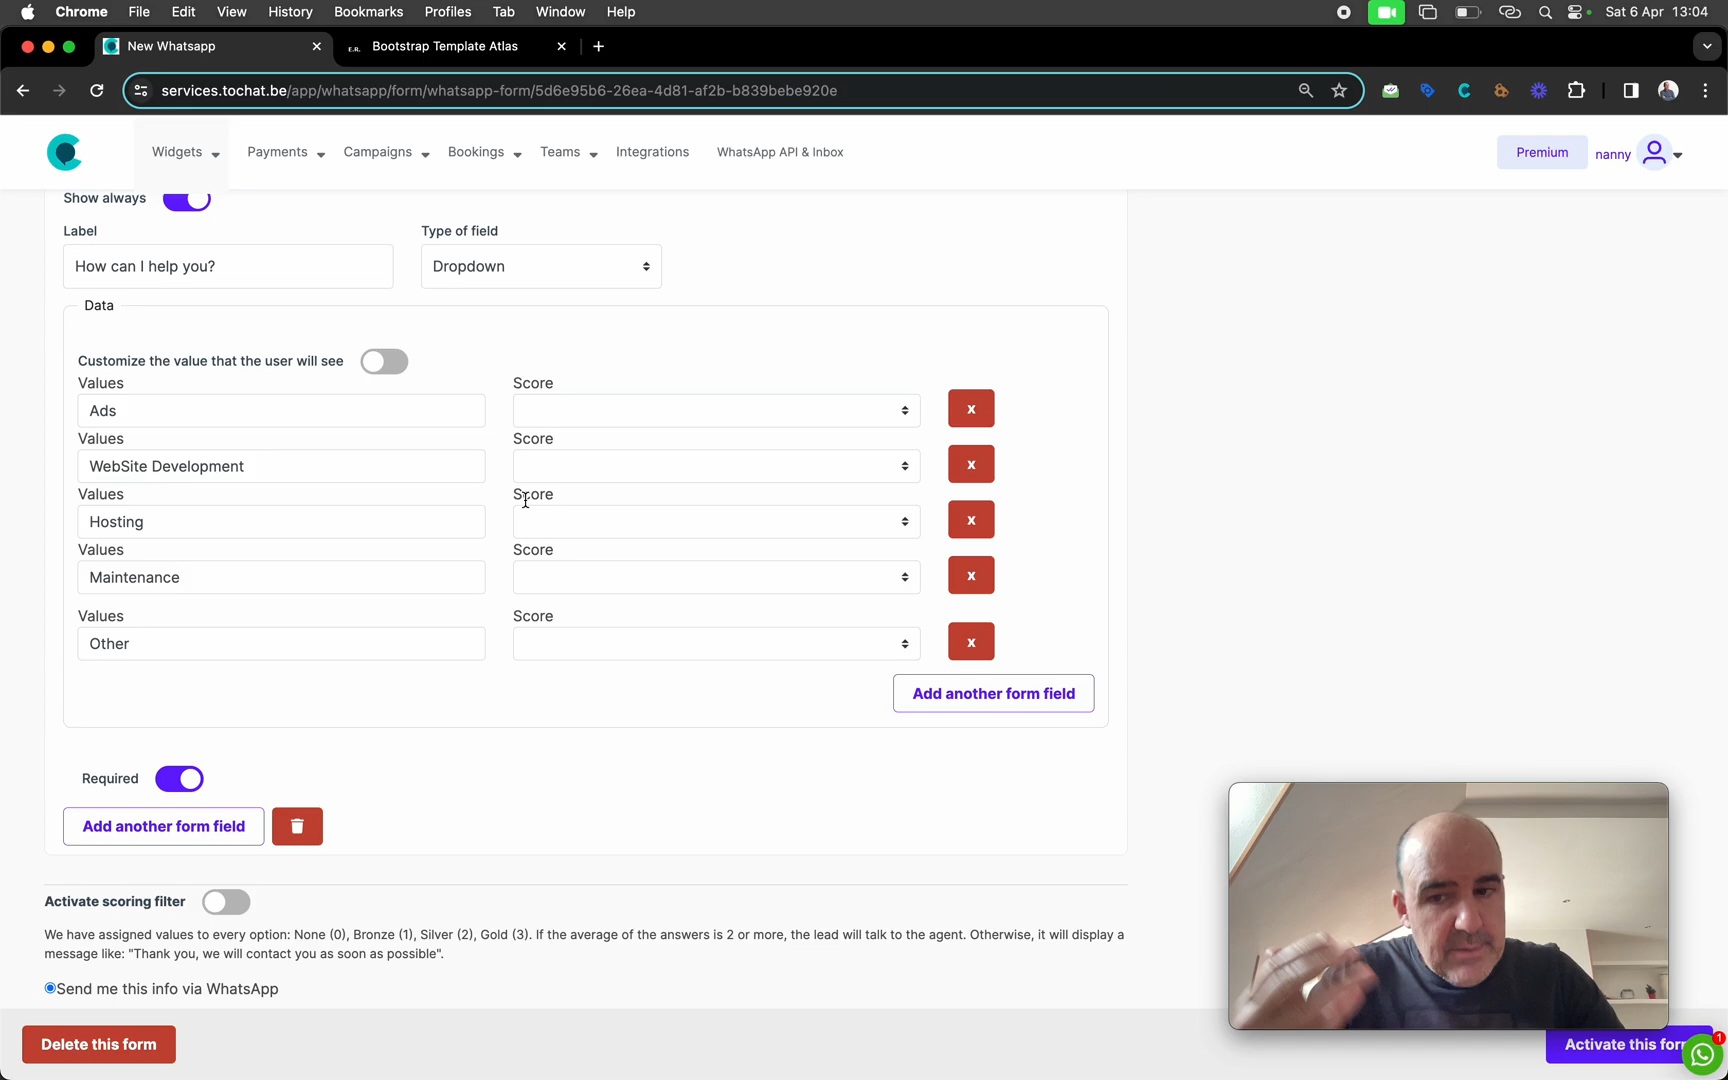 Chrome File Edit View History Bookmarks Profiles Tab Window Help Sat 6 Apr 13:04
New Whatsapp
E.R. Bootstrap Template Atlas
services.tochat.be/app/whatsapp/form/whatsapp-form/5d6e95b6-26ea-4d81-af2b-b839bebe920e
Widgets Payments Campaigns Bookings Teams Integrations WhatsApp API & Inbox Premium nanny
Show always
Label Type of field
How can I help you? Dropdown
Data
Customize the value that the user will see
Values Score
Ads x
Values Score
WebSite Development x
Values Score
Hosting x
Values Score
Maintenance x
Values Score
Other x
Add another form field
Required
Add another form field
Activate scoring filter
We have assigned values to every option: None (0), Bronze (1), Silver (2), Gold (3). If the average of the answers is 2 or more, the lead will talk to the agent. Otherwise, it will display a
message like: "Thank you, we will contact you as soon as possible".
Send me this info via WhatsApp
Delete this form
Activate this for
1